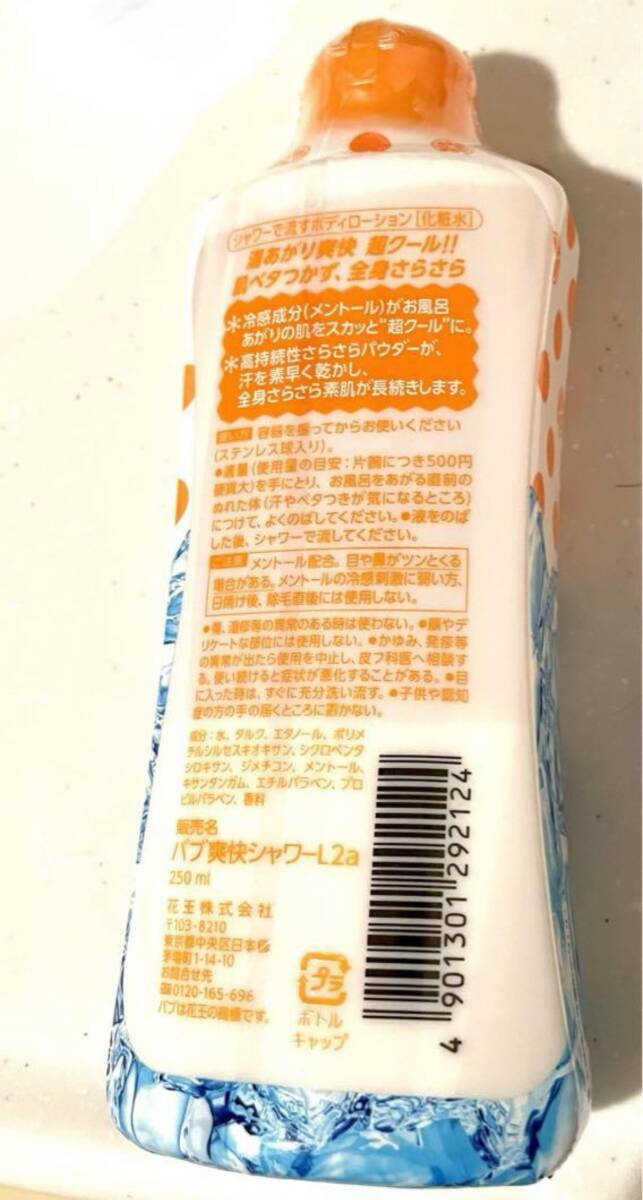 シャワーで流すボディローション[化粧水]
湯あがり爽快 超クール!!
肌ベタつかず、全身さらさら
*冷感成分(メントール)がお風呂
あがりの肌をスカッと"超クール"に。
*高持続性さらさらパウダーが、
汗を素早く乾かし、
全身さらさら素肌が長続きします。
使い方 容器を振ってからお使いください
(ステンレス球入り)。
●適量(使用量の目安:片腕につき500円
硬貨大)を手にとり、お風呂をあがる直前の
ぬれた体(汗やベタつきが気になるところ)
につけて、よくのばしてください。●液をのば
した後、シャワーで流してください。
ご注意 メントール配合。目や鼻がツンとくる
場合がある。メントールの冷感刺激に弱い方、
日焼け後、除毛直後には使用しない。
●傷、湿疹等の異常のある時は使わない。●顔やデ
リケートな部位には使用しない。●かゆみ、発疹等
の異常が出たら使用を中止し、皮フ科医へ相談す
る。使い続けると症状が悪化することがある。●目
に入った時は、すぐに充分洗い流す。●子供や認知
症の方の手の届くところに置かない。
成分:水、タルク、エタノール、ポリメ
チルシルセスキオキサン、シクロペンタ
シロキサン、ジメチコン、メントール、
キサンタンガム、エチルパラベン、プロ
ピルパラベン、香料
販売名
バブ爽快シャワーL2a
250 ml
花王株式会社
〒103-8210
東京都中央区日本橋
茅場町1-14-10
お問合せ先
0120-165-696
バブは花王の商標です。
プラ
ボトル
キャップ
4 901301 292124